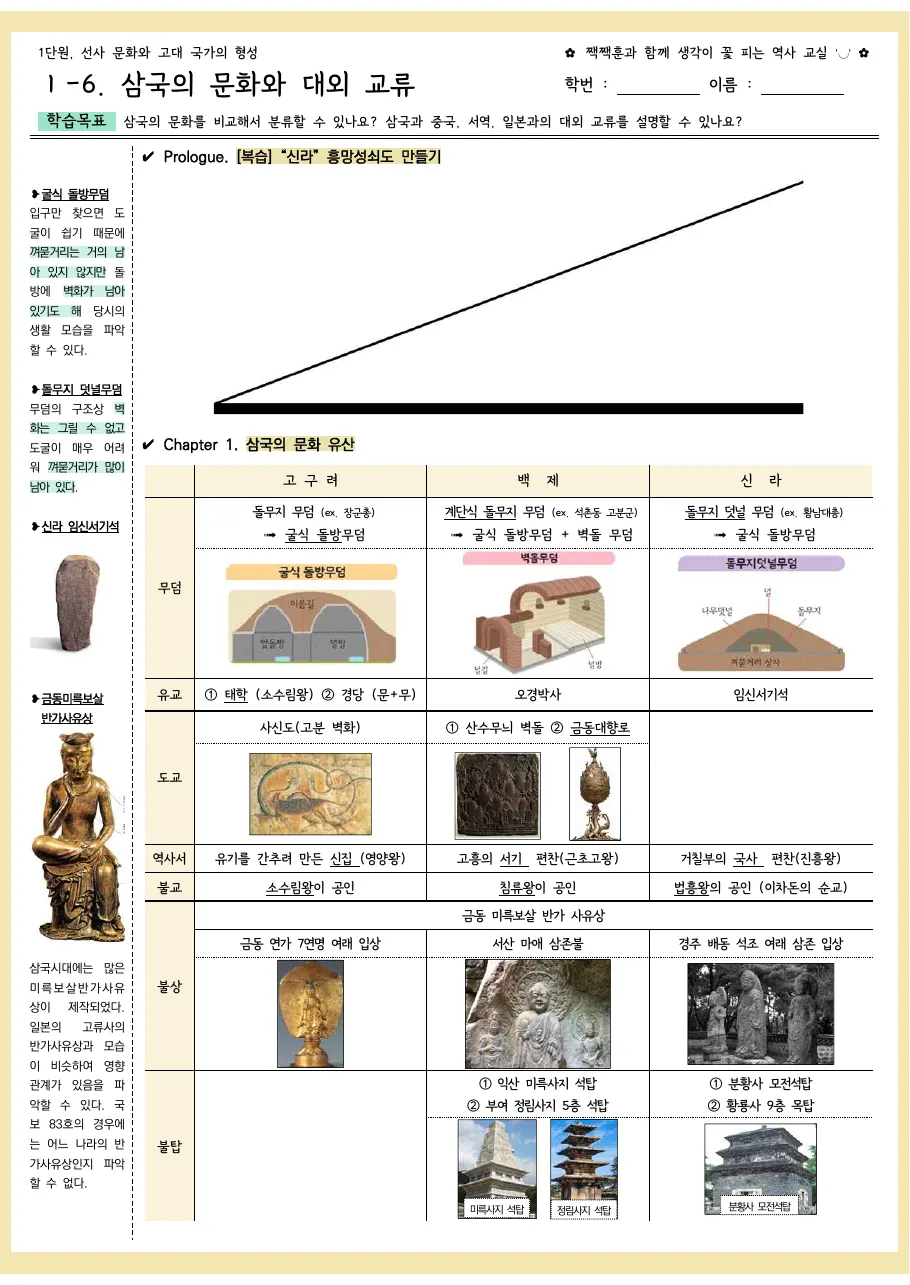 1단원, 선사 문화와 고대 국가의 형성
✿ 짹짹훈과 함께 생각이 꽃 피는 역사 교실 '◡' ✿
1-6. 삼국의 문화와 대외 교류
학번 : 이름 :
학습목표 삼국의 문화를 비교해서 분류할 수 있나요? 삼국과 중국, 서역, 일본과의 대외 교류를 설명할 수 있나요?
❥굴식 돌방무덤
입구만 찾으면 도
굴이 쉽기 때문에
껴묻거리는 거의 남
아 있지 않지만 돌
방에 벽화가 남아
있기도 해 당시의
생활 모습을 파악
할 수 있다.
❥돌무지 덧널무덤
무덤의 구조상 벽
화는 그릴 수 없고
도굴이 매우 어려
워 껴묻거리가 많이
남아 있다.
❥신라 임신서기석
❥금동미륵보살
반가사유상
삼국시대에는 많은
미륵보살반가사유
상이 제작되었다.
일본의 고류사의
반가사유상과 모습
이 비슷하여 영향
관계가 있음을 파
악할 수 있다. 국
보 83호의 경우에
는 어느 나라의 반
가사유상인지 파악
할 수 없다.
✔ Prologue. [복습] “신라” 흥망성쇠도 만들기
✔ Chapter 1. 삼국의 문화 유산
고 구 려 백 제 신 라
무덤
돌무지 무덤 (ex. 장군총)
➟ 굴식 돌방무덤
굴식 돌방무덤
이음길
앞돌방 널방
계단식 돌무지 무덤 (ex. 석촌동 고분군)
➟ 굴식 돌방무덤 + 벽돌 무덤
벽돌무덤
널길 널방
돌무지 덧널 무덤 (ex. 황남대총)
➟ 굴식 돌방무덤
돌무지덧널무덤
널
나무덧널 돌무지
껴묻거리 상자
유교 ① 태학 (소수림왕) ② 경당 (문+무) 오경박사 임신서기석
도교 사신도(고분 벽화) ① 산수무늬 벽돌 ② 금동대향로
역사서 유기를 간추려 만든 신집 (영양왕) 고흥의 서기 편찬(근초고왕) 거칠부의 국사 편찬(진흥왕)
불교 소수림왕이 공인 침류왕이 공인 법흥왕의 공인 (이차돈의 순교)
불상
금동 미륵보살 반가 사유상
금동 연가 7연명 여래 입상 서산 마애 삼존불 경주 배동 석조 여래 삼존 입상
불탑
① 익산 미륵사지 석탑
② 부여 정림사지 5층 석탑
미륵사지 석탑 정림사지 석탑
① 분황사 모전석탑
② 황룡사 9층 목탑
분황사 모전석탑